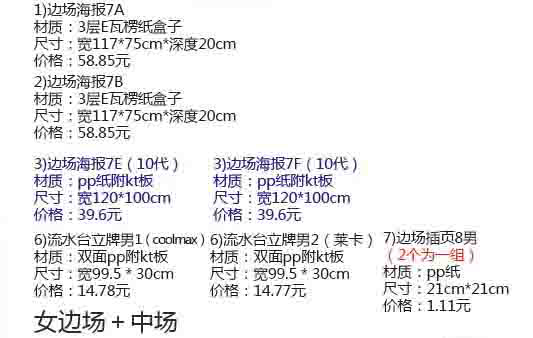 1)边场海报7A
材质：3层E瓦楞纸盒子
尺寸：宽117*75cm*深度20cm
价格：58.85元
2)边场海报7B
材质：3层E瓦楞纸盒子
尺寸：宽117*75cm*深度20cm
价格：58.85元
3)边场海报7E（10代）
材质：pp纸附kt板
尺寸：宽120*100cm
价格：39.6元
3)边场海报7F（10代）
材质：pp纸附kt板
尺寸：宽120*100cm
价格：39.6元
6)流水台立牌男1（coolmax）
材质：双面pp附kt板
尺寸：宽99.5 * 30cm
价格：14.78元
6)流水台立牌男2（莱卡）
材质：双面pp附kt板
尺寸：宽99.5 * 30cm
价格：14.77元
7)边场插页8男
（2个为一组）
材质：pp纸
尺寸：21cm*21cm
价格：1.11元
女边场＋中场